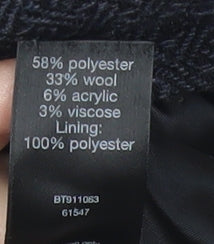 58% polyester
33% wool
6% acrylic
3% viscose
Lining:
100% polyester
BT911063
61547